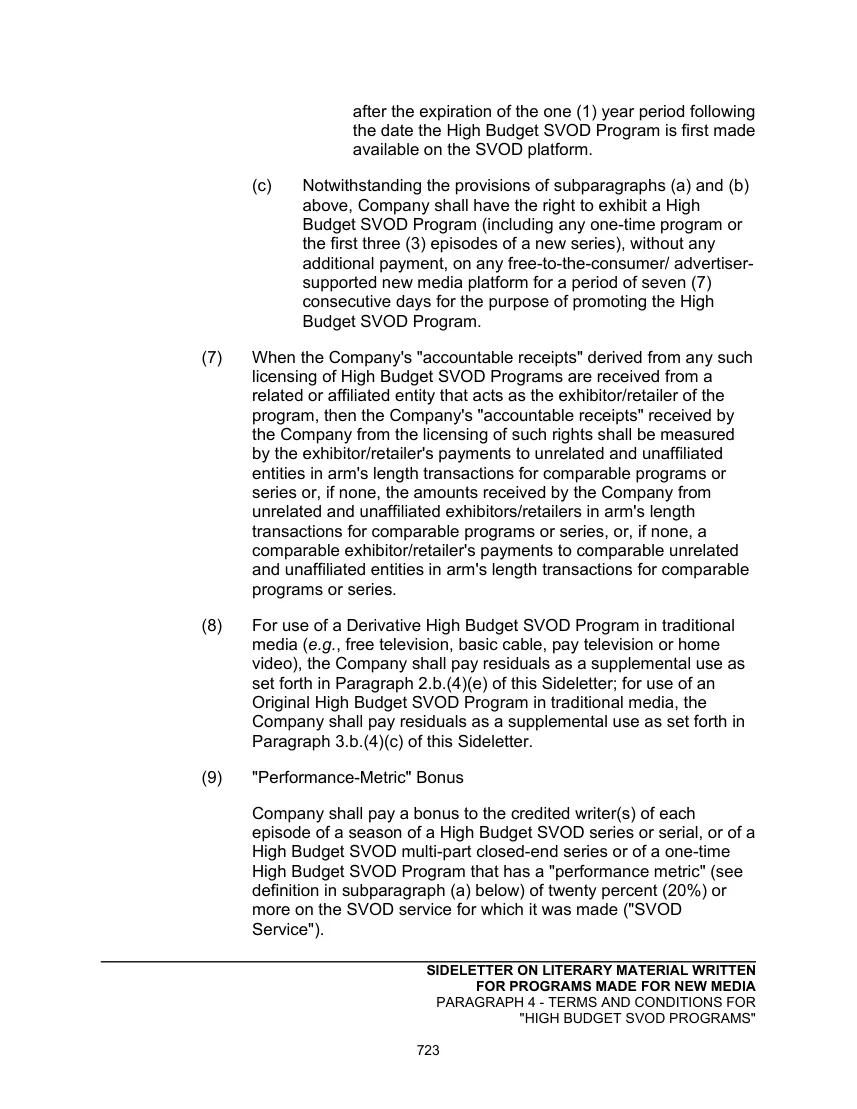 after the expiration of the one (1) year period following
the date the High Budget SVOD Program is first made
available on the SVOD platform.
(c) Notwithstanding the provisions of subparagraphs (a) and (b)
above, Company shall have the right to exhibit a High
Budget SVOD Program (including any one-time program or
the first three (3) episodes of a new series), without any
additional payment, on any free-to-the-consumer/ advertiser-
supported new media platform for a period of seven (7)
consecutive days for the purpose of promoting the High
Budget SVOD Program.
(7) When the Company's "accountable receipts" derived from any such
licensing of High Budget SVOD Programs are received from a
related or affiliated entity that acts as the exhibitor/retailer of the
program, then the Company's "accountable receipts" received by
the Company from the licensing of such rights shall be measured
by the exhibitor/retailer's payments to unrelated and unaffiliated
entities in arm's length transactions for comparable programs or
series or, if none, the amounts received by the Company from
unrelated and unaffiliated exhibitors/retailers in arm's length
transactions for comparable programs or series, or, if none, a
comparable exhibitor/retailer's payments to comparable unrelated
and unaffiliated entities in arm's length transactions for comparable
programs or series.
(8) For use of a Derivative High Budget SVOD Program in traditional
media (e.g., free television, basic cable, pay television or home
video), the Company shall pay residuals as a supplemental use as
set forth in Paragraph 2.b.(4)(e) of this Sideletter; for use of an
Original High Budget SVOD Program in traditional media, the
Company shall pay residuals as a supplemental use as set forth in
Paragraph 3.b.(4)(c) of this Sideletter.
(9) "Performance-Metric" Bonus
Company shall pay a bonus to the credited writer(s) of each
episode of a season of a High Budget SVOD series or serial, or of a
High Budget SVOD multi-part closed-end series or of a one-time
High Budget SVOD Program that has a "performance metric" (see
definition in subparagraph (a) below) of twenty percent (20%) or
more on the SVOD service for which it was made ("SVOD
Service").
SIDELETTER ON LITERARY MATERIAL WRITTEN
FOR PROGRAMS MADE FOR NEW MEDIA
PARAGRAPH 4 - TERMS AND CONDITIONS FOR
"HIGH BUDGET SVOD PROGRAMS"
723